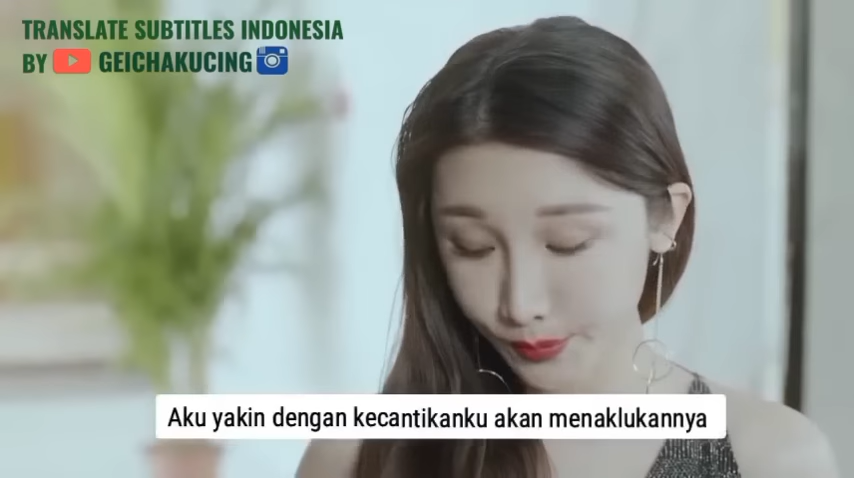 TRANSLATE SUBTITLES INDONESIA
BY GEICHAKUCING
Aku yakin dengan kecantikanku akan menaklukannya